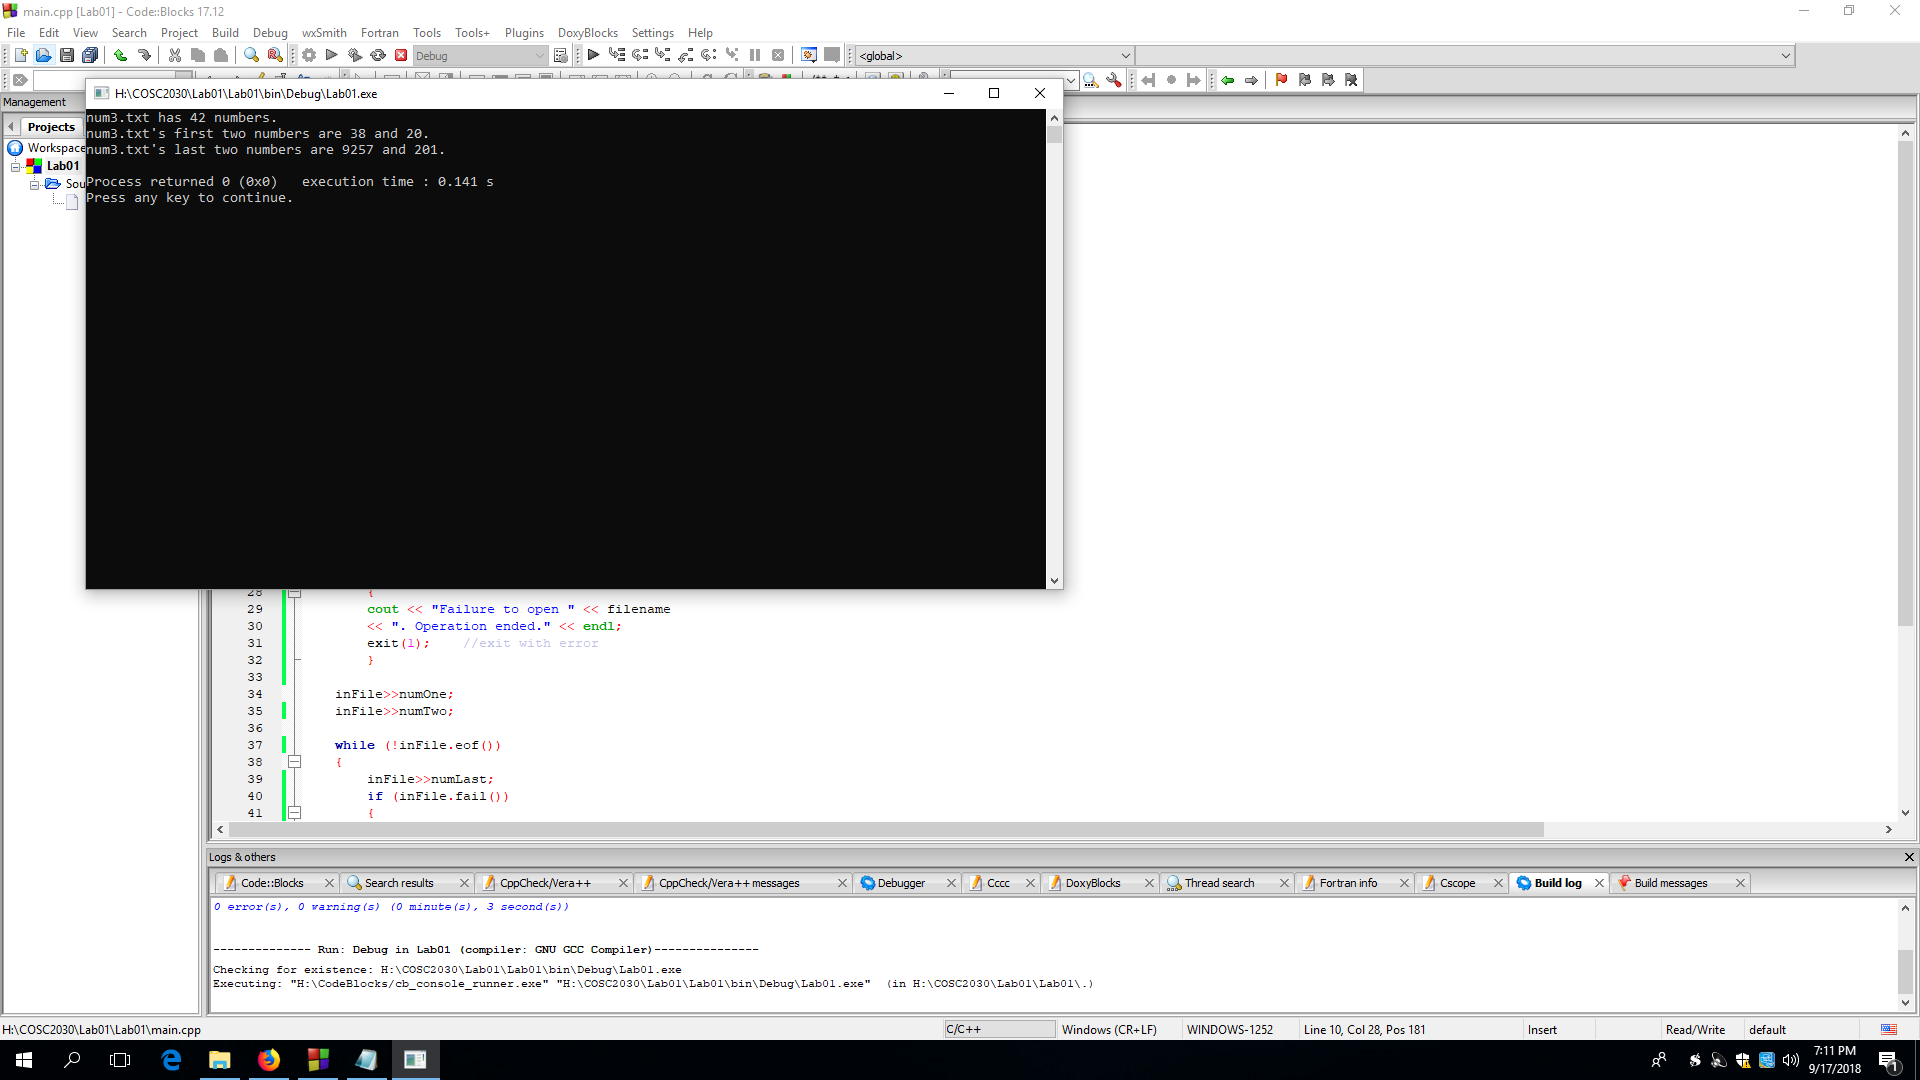 main.cpp [Lab01] - Code::Blocks 17.12
File Edit View Search Project Build Debug wxSmith Fortran Tools Tools+ Plugins DoxyBlocks Settings Help
Debug
<global>
Management
H:\COSC2030\Lab01\Lab01\bin\Debug\Lab01.exe
Projects
Workspace
Lab01
Sou
num3.txt has 42 numbers.
num3.txt's first two numbers are 38 and 20.
num3.txt's last two numbers are 9257 and 201.
Process returned 0 (0x0)   execution time : 0.141 s
Press any key to continue.
28 {
29 cout << "Failure to open " << filename
30 << ". Operation ended." << endl;
31 exit(1);    //exit with error
32 }
33
34 inFile>>numOne;
35 inFile>>numTwo;
36
37 while (!inFile.eof())
38 {
39 inFile>>numLast;
40 if (inFile.fail())
41 {
Logs & others
Code::Blocks Search results CppCheck/Vera++ CppCheck/Vera++ messages Debugger Cccc DoxyBlocks Thread search Fortran info Cscope Build log Build messages
0 error(s), 0 warning(s) (0 minute(s), 3 second(s))
-------------- Run: Debug in Lab01 (compiler: GNU GCC Compiler)---------------
Checking for existence: H:\COSC2030\Lab01\Lab01\bin\Debug\Lab01.exe
Executing: "H:\CodeBlocks/cb_console_runner.exe" "H:\COSC2030\Lab01\Lab01\bin\Debug\Lab01.exe"  (in H:\COSC2030\Lab01\Lab01\.)
H:\COSC2030\Lab01\Lab01\main.cpp C/C++ Windows (CR+LF) WINDOWS-1252 Line 10, Col 28, Pos 181 Insert Read/Write default
7:11 PM
9/17/2018
1